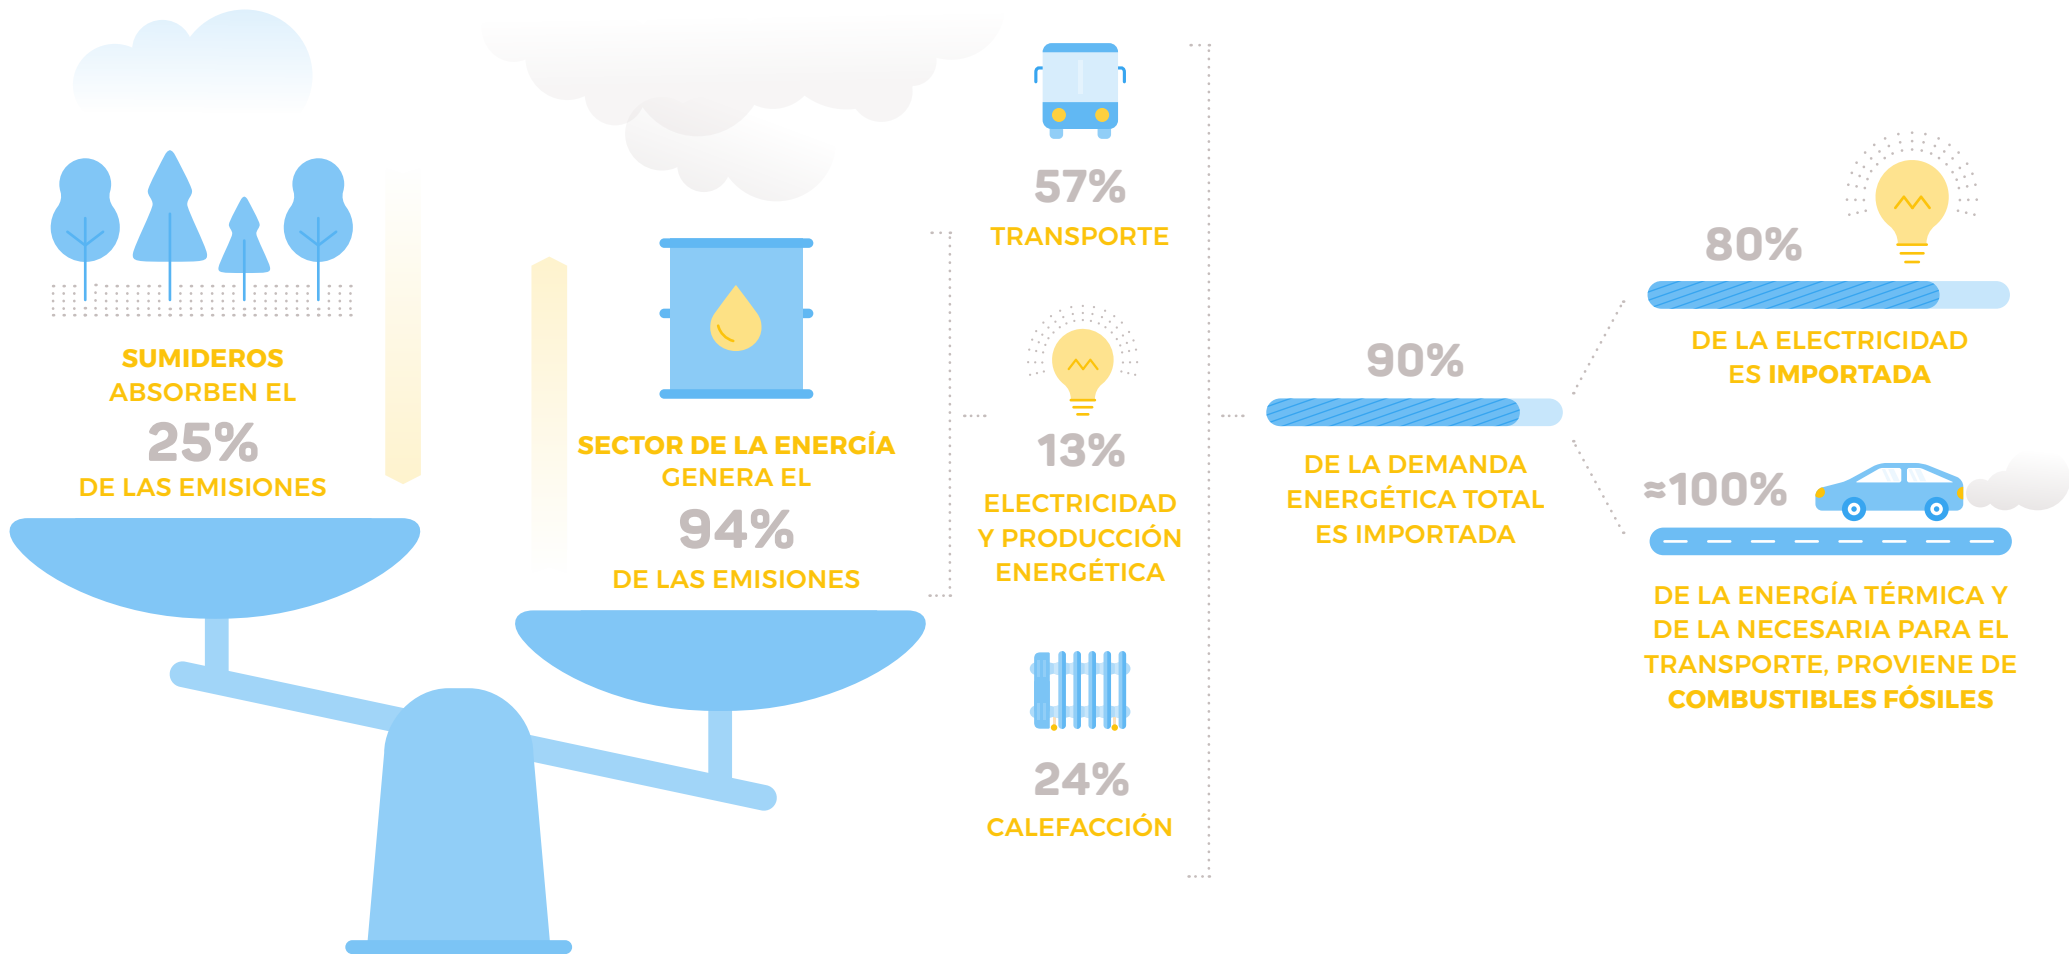 SUMIDEROS
ABSORBEN EL
25%
DE LAS EMISIONES
SECTOR DE LA ENERGÍA
GENERA EL
94%
DE LAS EMISIONES
57%
TRANSPORTE
13%
ELECTRICIDAD
Y PRODUCCIÓN
ENERGÉTICA
24%
CALEFACCIÓN
90%
DE LA DEMANDA
ENERGÉTICA TOTAL
ES IMPORTADA
80%
DE LA ELECTRICIDAD
ES IMPORTADA
≈100%
DE LA ENERGÍA TÉRMICA Y
DE LA NECESARIA PARA EL
TRANSPORTE, PROVIENE DE
COMBUSTIBLES FÓSILES